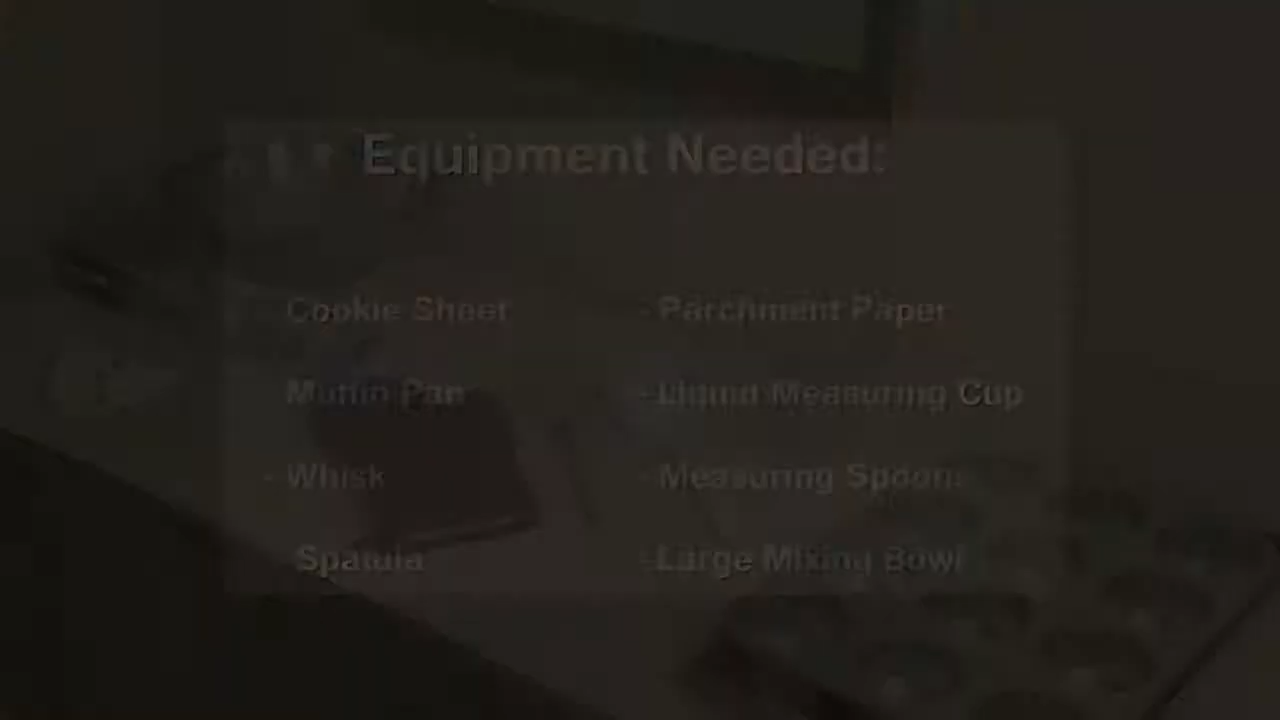 Equipment Needed:
Cookie Sheet
- Parchment Paper
Muffin Pan
- Liquid Measuring Cup
- Whisk
- Measuring Spoons
Spatula
- Large Mixing Bowl